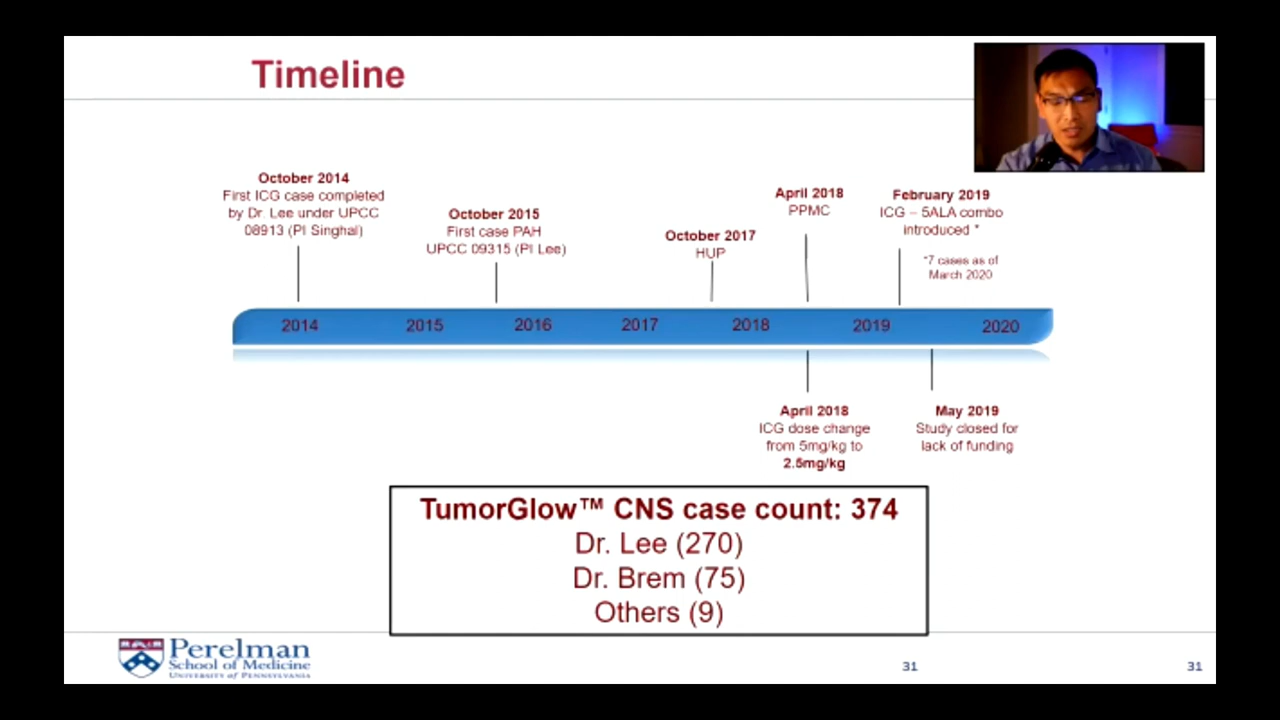 Timeline
October 2014
First ICG case completed
by Dr. Lee under UPCC
08913 (PI Singhal)
October 2015
First case PAH
UPCC 09315 (PI Lee)
October 2017
HUP
April 2018
PPMC
February 2019
ICG – 5ALA combo
introduced *
*7 cases as of
March 2020
2014 2015 2016 2017 2018 2019 2020
April 2018
ICG dose change
from 5mg/kg to
2.5mg/kg
May 2019
Study closed for
lack of funding
TumorGlow™ CNS case count: 374
Dr. Lee (270)
Dr. Brem (75)
Others (9)
Perelman
School of Medicine
University of Pennsylvania
31
31